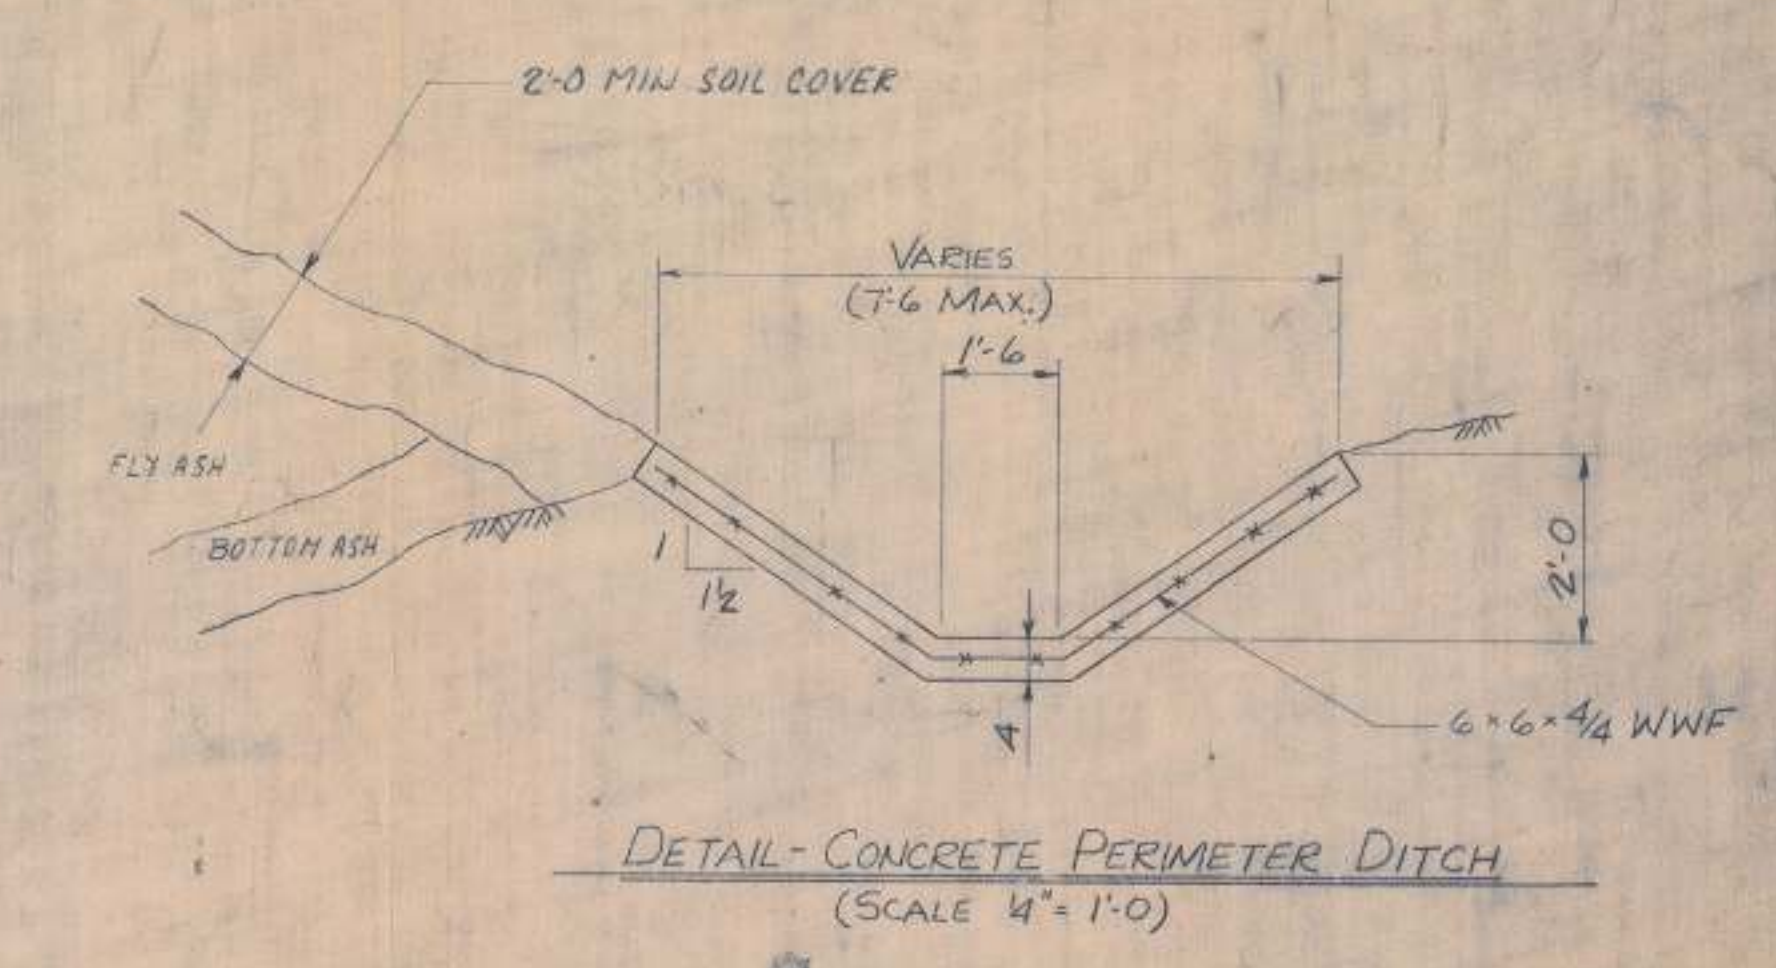 2'-0 MIN SOIL COVER
VARIES
(7'-6 MAX.)
1'-6
FLY ASH
BOTTOM ASH
1
1½
2'-0
4
6×6×4/4 WWF
DETAIL-CONCRETE PERIMETER DITCH
(SCALE ¼"=1'-0)